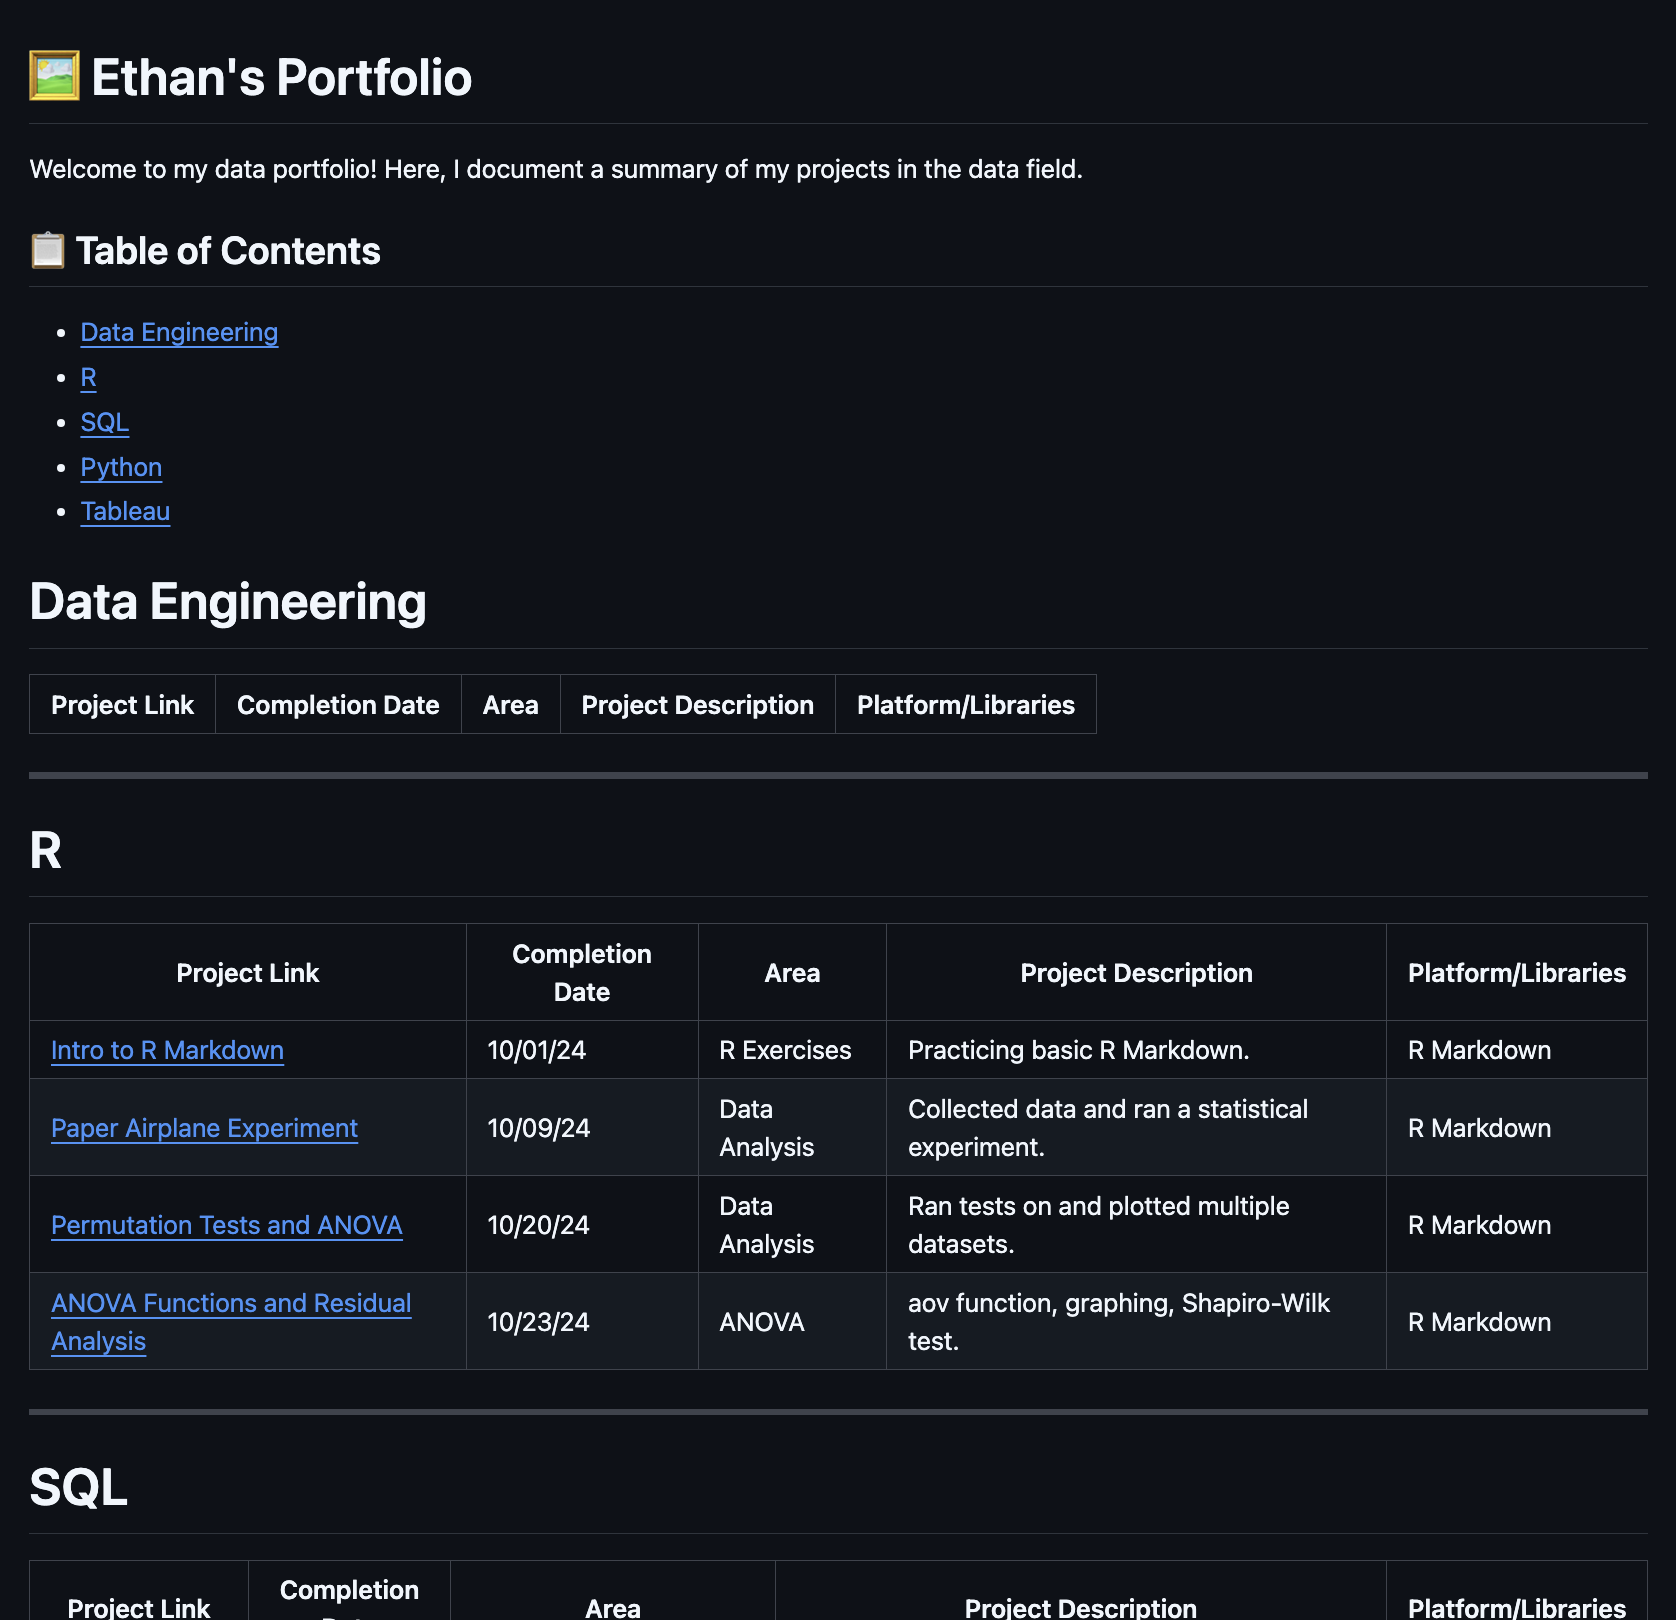 Ethan's Portfolio
Welcome to my data portfolio! Here, I document a summary of my projects in the data field.
Table of Contents
Data Engineering
R
SQL
Python
Tableau
Data Engineering
Project Link Completion Date Area Project Description Platform/Libraries
R
Project Link Completion Date Area Project Description Platform/Libraries
Intro to R Markdown 10/01/24 R Exercises Practicing basic R Markdown. R Markdown
Paper Airplane Experiment 10/09/24 Data Analysis Collected data and ran a statistical experiment. R Markdown
Permutation Tests and ANOVA 10/20/24 Data Analysis Ran tests on and plotted multiple datasets. R Markdown
ANOVA Functions and Residual Analysis 10/23/24 ANOVA aov function, graphing, Shapiro-Wilk test. R Markdown
SQL
Project Link Completion Area Project Description Platform/Libraries